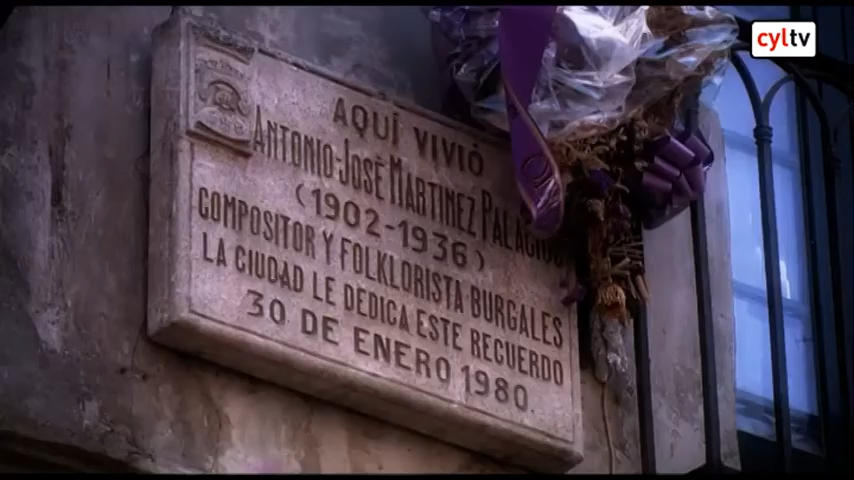 cyltv
AQUÍ VIVIÓ
ANTONIO-JOSÉ MARTINEZ PALACIOS
(1902-1936)
COMPOSITOR Y FOLKLORISTA BURGALES
LA CIUDAD LE DEDICA ESTE RECUERDO
30 DE ENERO 1980